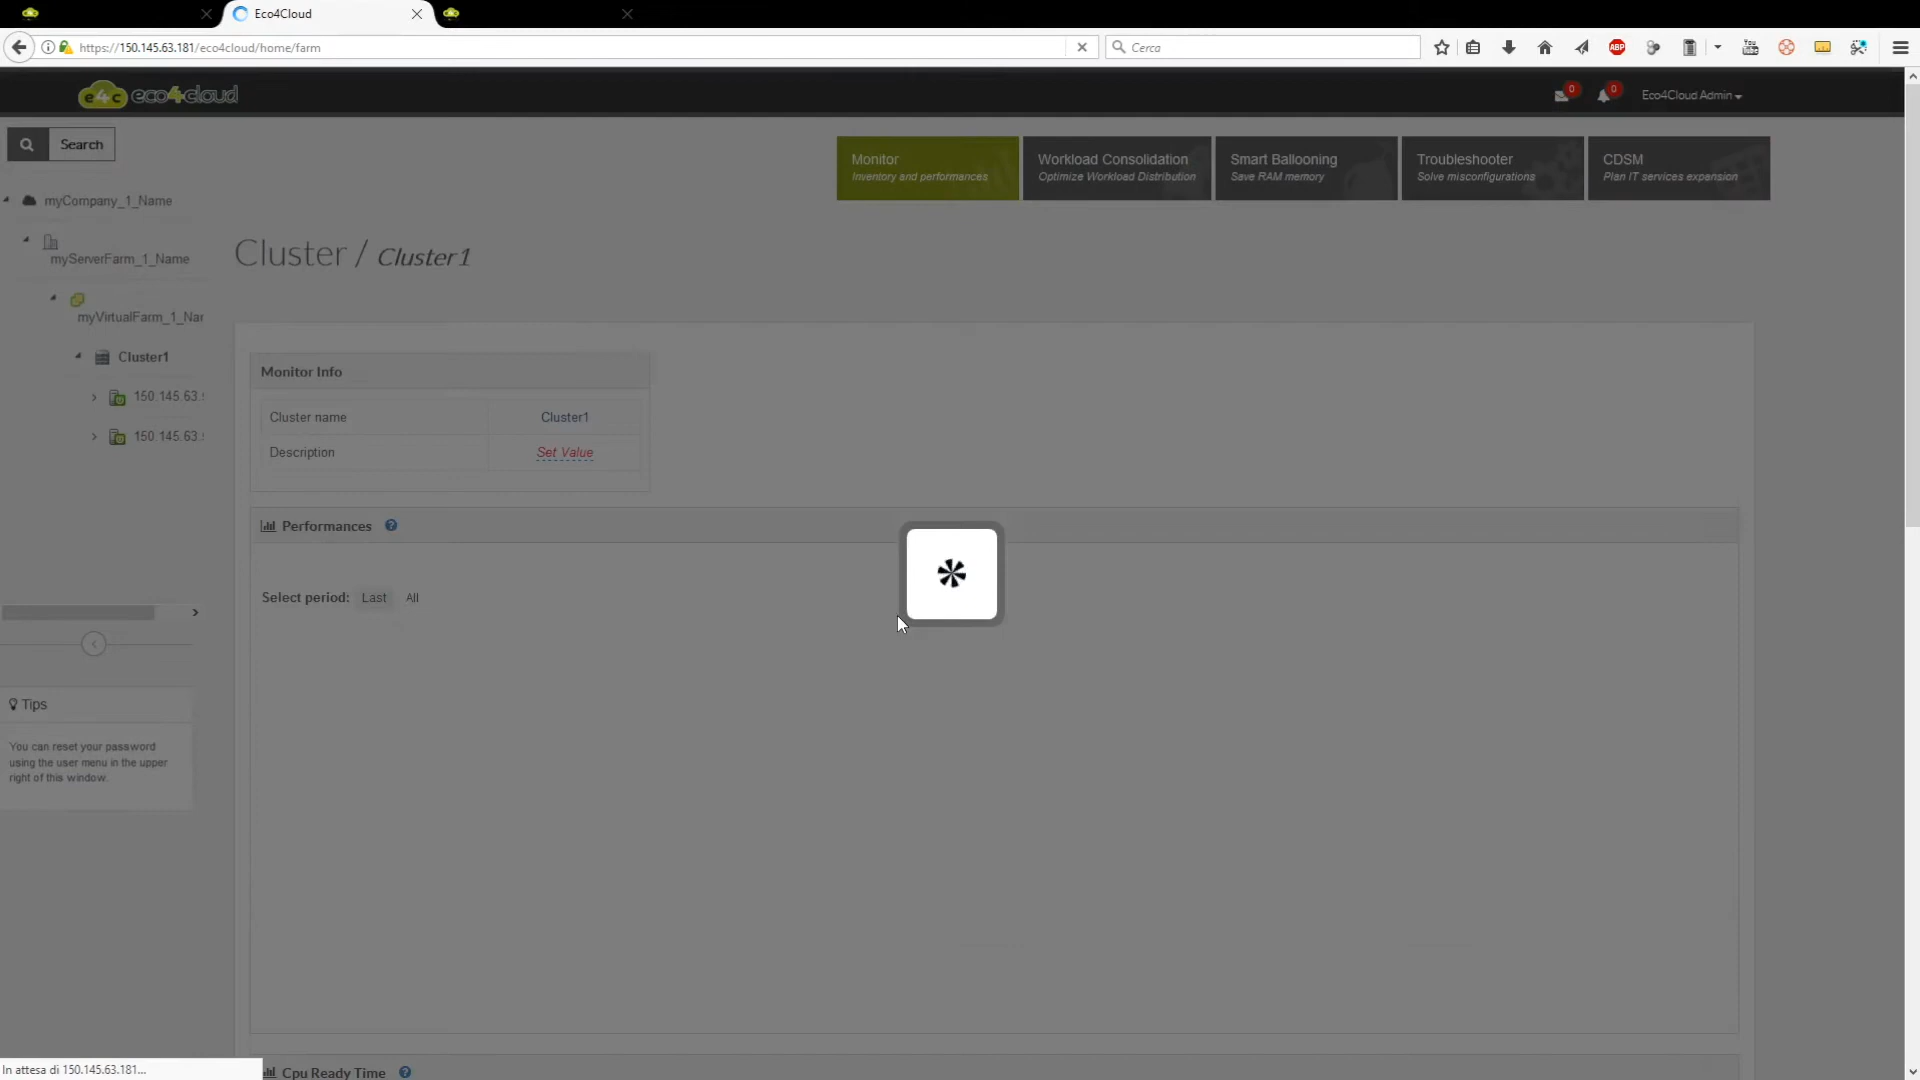 Eco4Cloud
https://150.145.63.181/eco4cloud/home/farm
Cerca
ABP
e4c eco4cloud
0
0
Eco4Cloud Admin
Search
Monitor
Inventory and performances
Workload Consolidation
Optimize Workload Distribution
Smart Ballooning
Save RAM memory
Troubleshooter
Solve misconfigurations
CDSM
Plan IT services expansion
myCompany_1_Name
myServerFarm_1_Name
myVirtualFarm_1_Nar
Cluster1
150.145.63.
150.145.63.
Cluster / Cluster1
Monitor Info
Cluster name Cluster1
Description Set Value
Performances
Select period: Last All
Tips
You can reset your password
using the user menu in the upper
right of this window.
In attesa di 150.145.63.181...
Cpu Ready Time